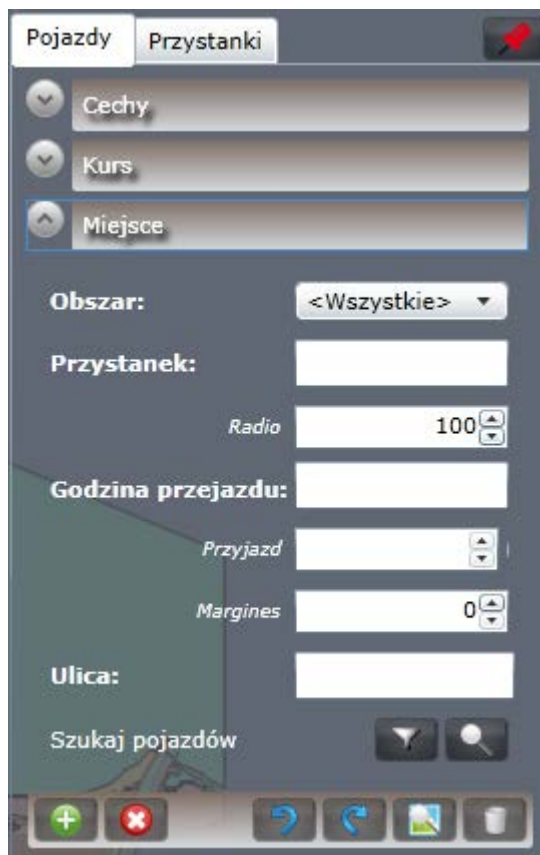 Pojazdy Przystanki
Cechy
Kurs
Miejsce
Obszar: <Wszystkie>
Przystanek:
Radio 100
Godzina przejazdu:
Przyjazd
Margines 0
Ulica:
Szukaj pojazdów